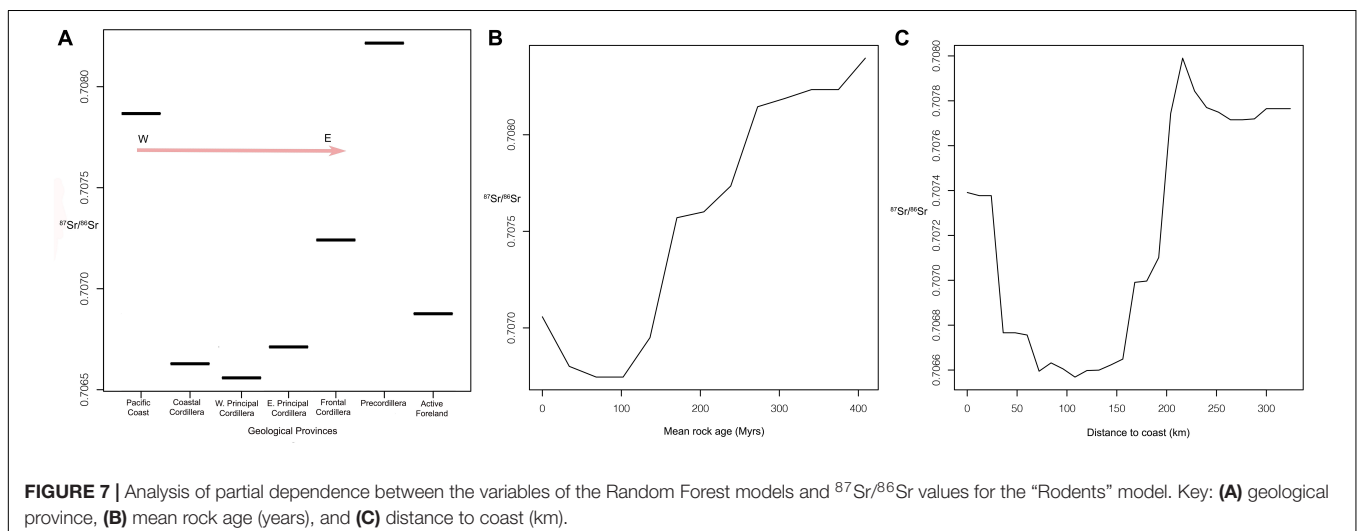 A
0.7080
W
E
0.7075
⁸⁷Sr/⁸⁶Sr
0.7070
0.7065
Pacific
Coast
Coastal
Cordillera
W. Principal
Cordillera
E. Principal
Cordillera
Frontal
Cordillera
Precordillera
Active
Foreland
Geological Provinces
B
0.7080
⁸⁷Sr/⁸⁶Sr
0.7075
0.7070
0 100 200 300 400
Mean rock age (Myrs)
C
0.7080
0.7078
0.7076
0.7074
⁸⁷Sr/⁸⁶Sr
0.7072
0.7070
0.7068
0.7066
0 50 100 150 200 250 300
Distance to coast (km)
FIGURE 7 | Analysis of partial dependence between the variables of the Random Forest models and ⁸⁷Sr/⁸⁶Sr values for the “Rodents” model. Key: (A) geological
province, (B) mean rock age (years), and (C) distance to coast (km).